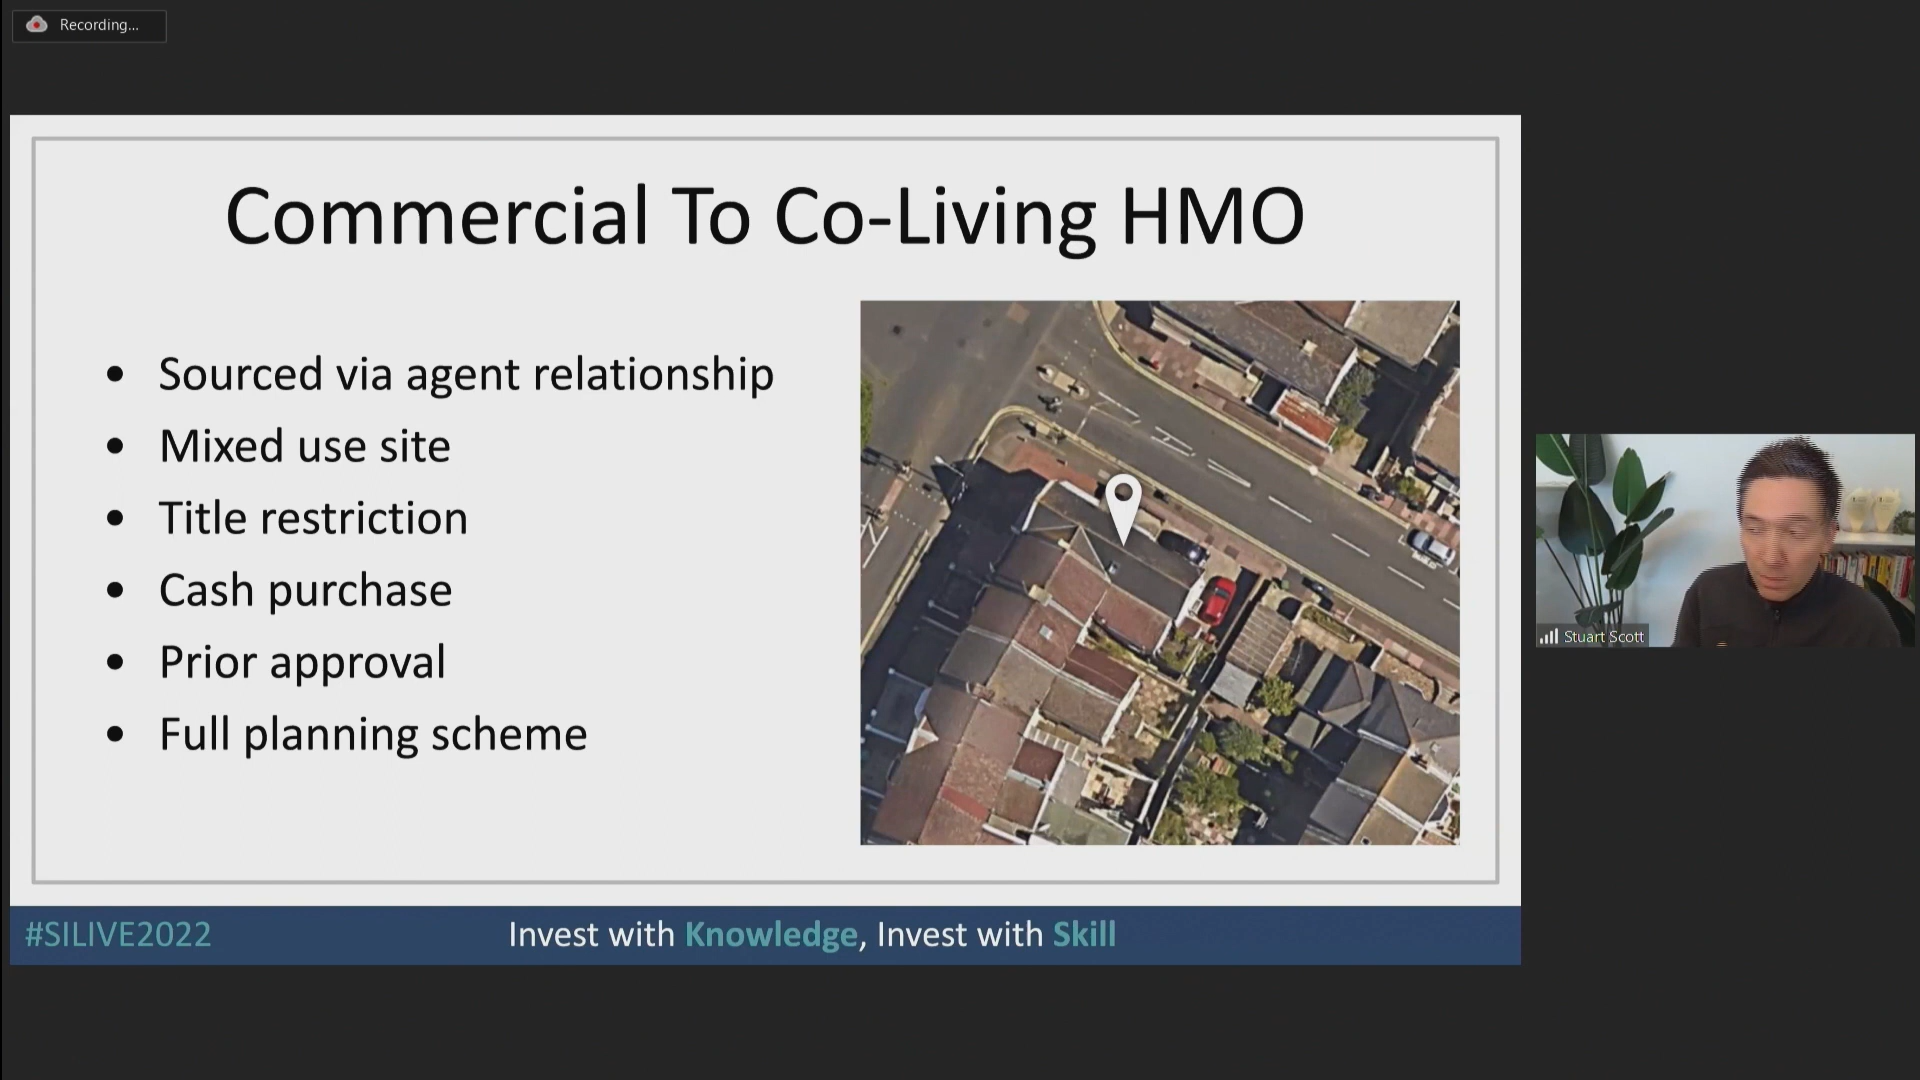 Recording...
Commercial To Co-Living HMO
• Sourced via agent relationship
• Mixed use site
• Title restriction
• Cash purchase
• Prior approval
• Full planning scheme
Stuart Scott
#SILIVE2022
Invest with Knowledge, Invest with Skill